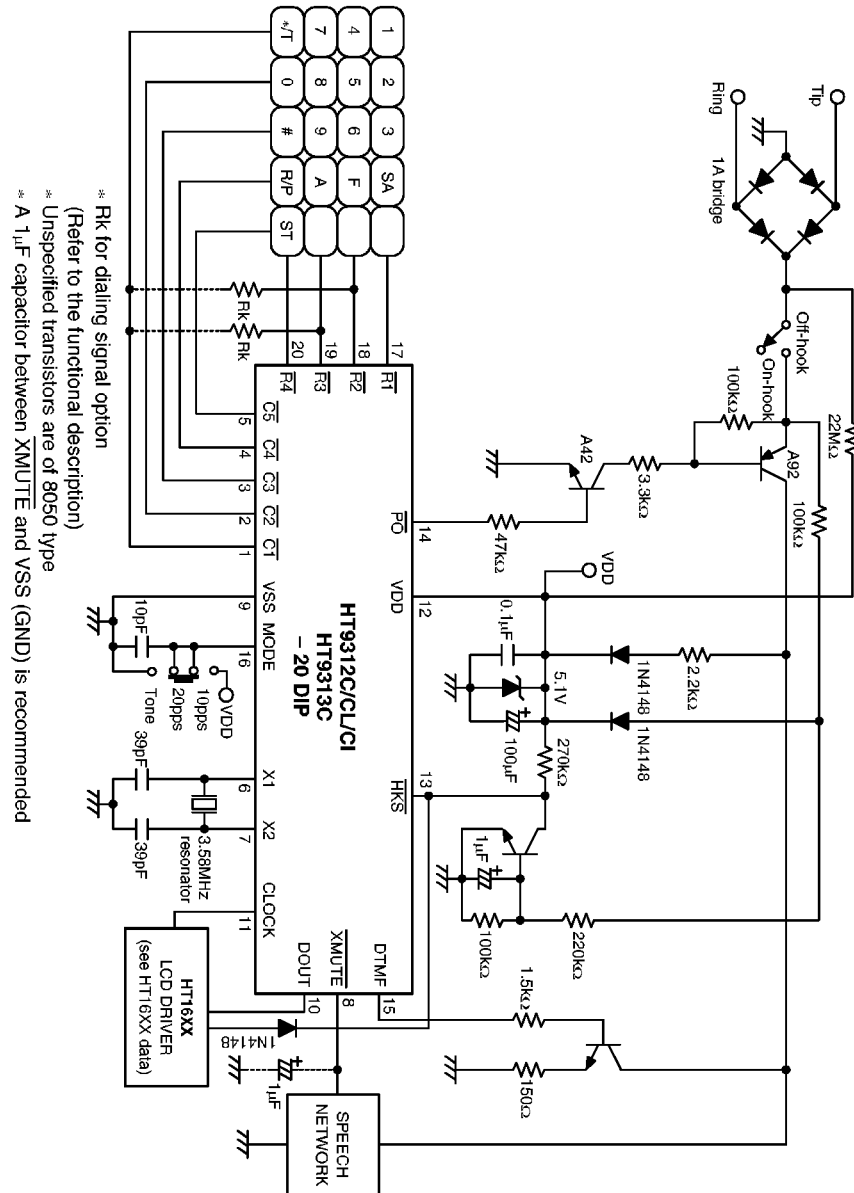 Tip
Ring
1A bridge
Off-hook
On-hook
100kΩ
22MΩ
A92
100kΩ
A42
3.3kΩ
47kΩ
VDD
0.1µF
5.1V
100µF
1N4148
2.2kΩ
1N4148
270kΩ
1µF
+
100kΩ
220kΩ
1.5kΩ
150Ω
1
2
3
SA
4
5
6
F
7
8
9
A
*/T
0
#
R/P
ST
Rk
Rk
17
18
19
20
R1
R2
R3
R4
C5
C4
C3
C2
C1
5
4
3
2
1
PO
14
VDD
12
HKS
13
DTMF
15
XMUTE
8
DOUT
10
HT9312C/CL/CI
HT9313C
– 20 DIP
VSS
9
MODE
16
X1
6
X2
7
CLOCK
11
10pF
Tone
20pps
10pps
VDD
39pF
39pF
3.58MHz
resonator
HT16XX
LCD DRIVER
(see HT16XX data)
1N4148
+
1µF
SPEECH
NETWORK
+
* Rk for dialing signal option
(Refer to the functional description)
* Unspecified transistors are of 8050 type
* A 1µF capacitor between XMUTE and VSS (GND) is recommended